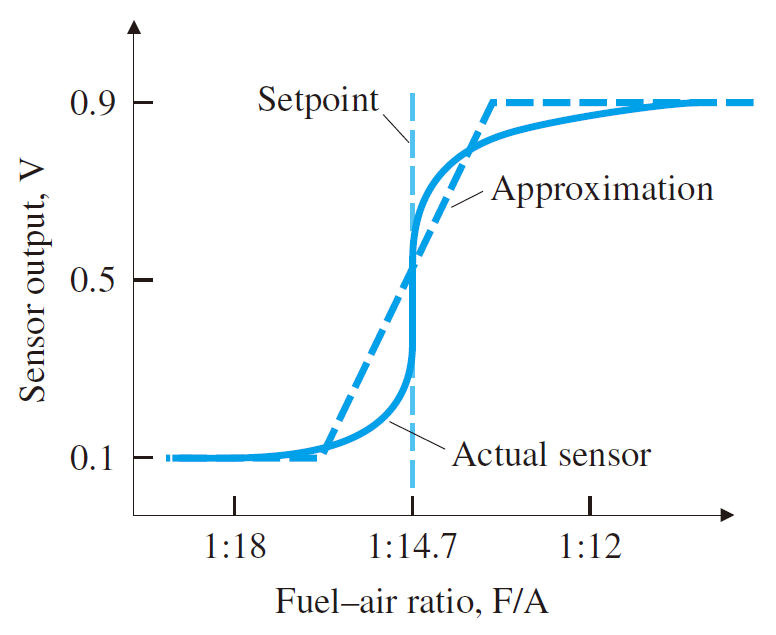 0.9
Setpoint
Approximation
0.5
Sensor output, V
0.1
Actual sensor
1:18
1:14.7
1:12
Fuel–air ratio, F/A